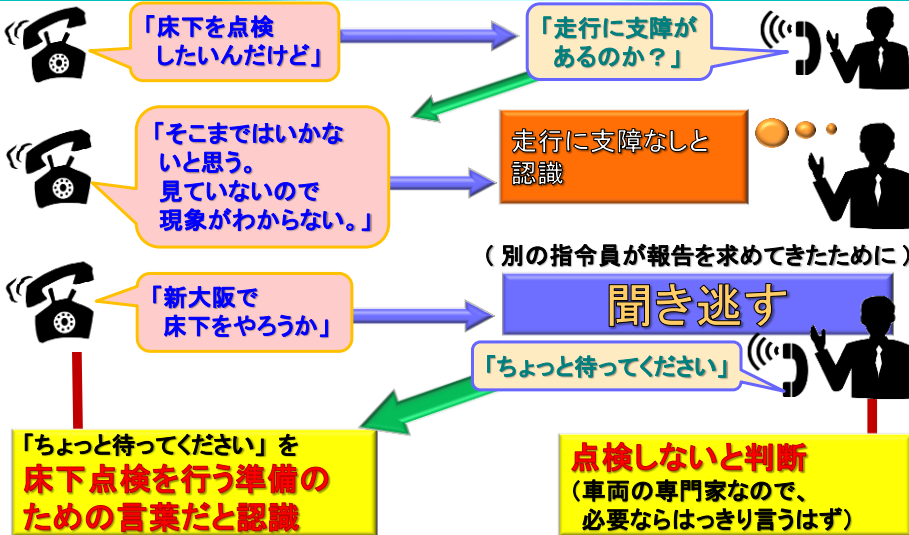 「床下を点検
したいんだけど」
「走行に支障が
あるのか？」
「そこまではいかな
いと思う。
見ていないので
現象がわからない。」
走行に支障なしと
認識
（別の指令員が報告を求めてきたために）
「新大阪で
床下をやろうか」
聞き逃す
「ちょっと待ってください」
「ちょっと待ってください」を
床下点検を行う準備の
ための言葉だと認識
点検しないと判断
（車両の専門家なので、
必要ならはっきり言うはず）